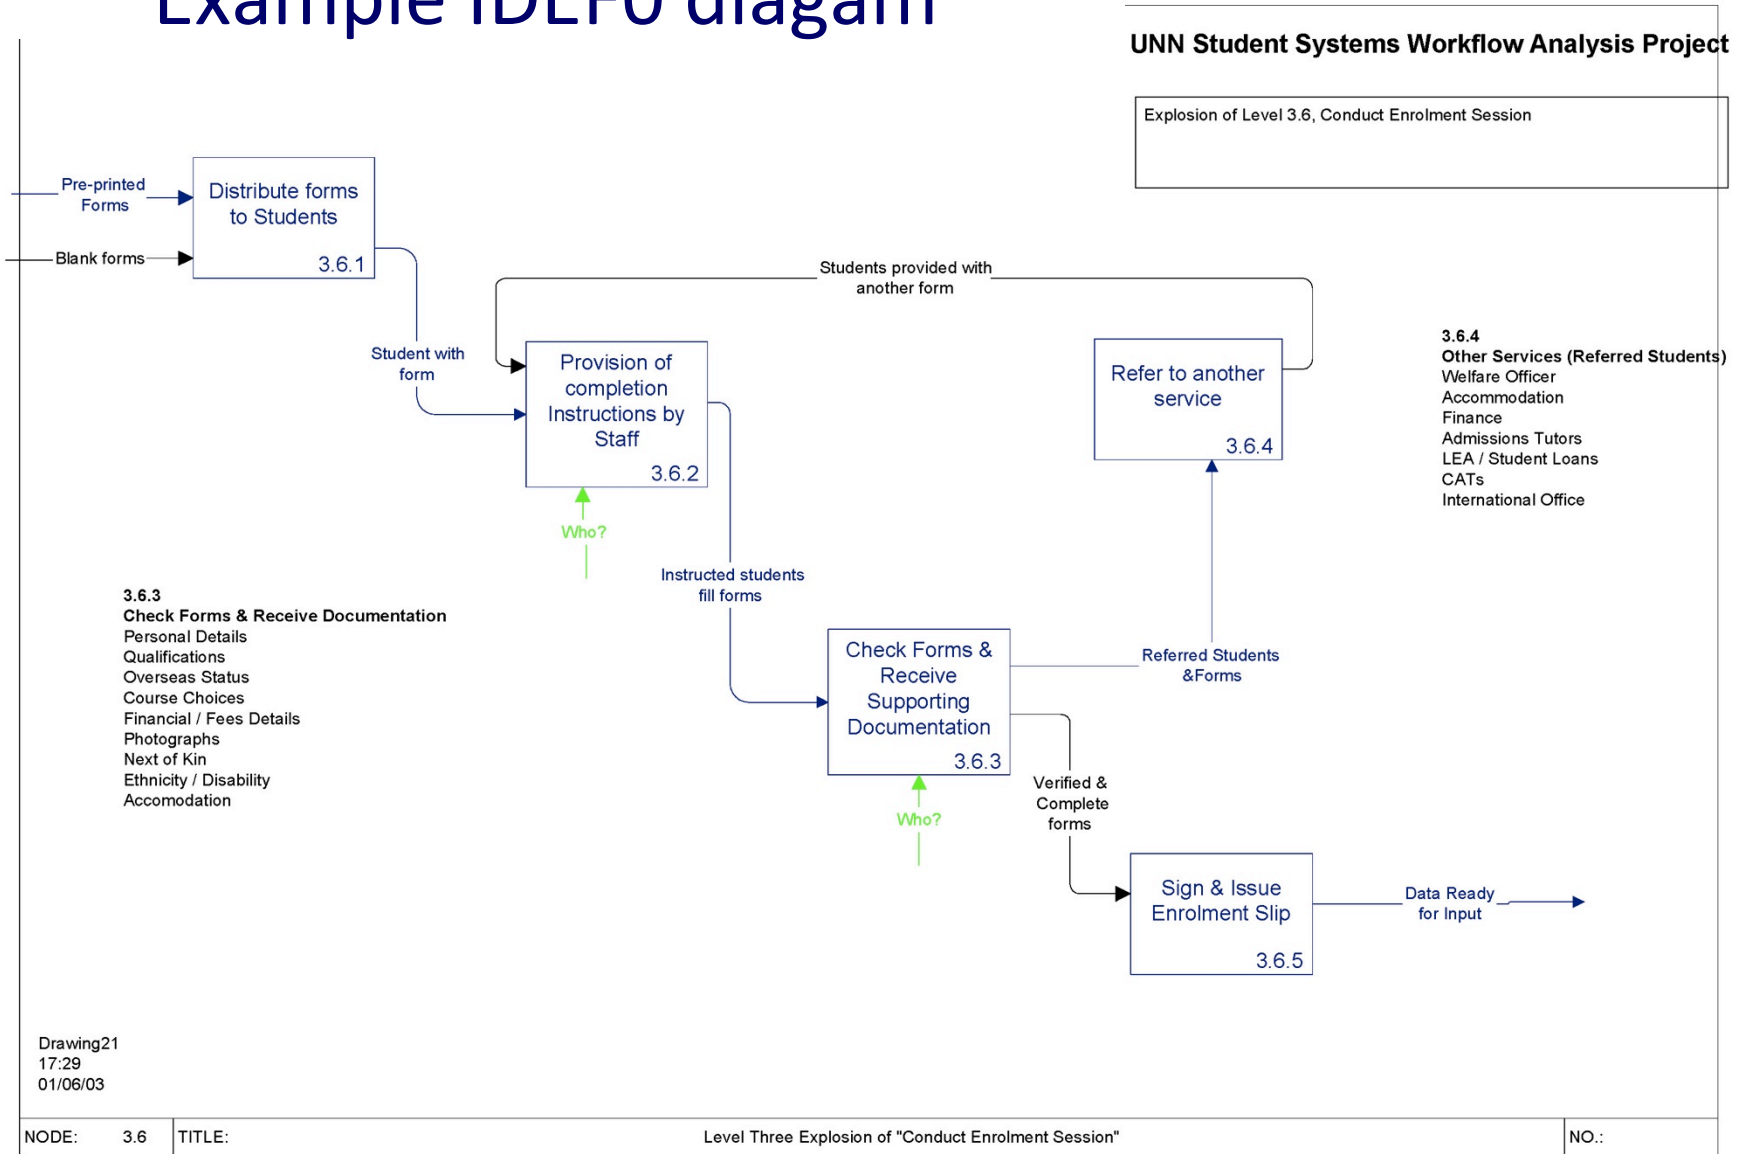 Example IDEF0 diagam
UNN Student Systems Workflow Analysis Project
Explosion of Level 3.6, Conduct Enrolment Session
Pre-printed
Forms
Blank forms
Distribute forms
to Students
3.6.1
Students provided with
another form
Student with
form
Provision of
completion
Instructions by
Staff
3.6.2
Who?
Refer to another
service
3.6.4
3.6.4
Other Services (Referred Students)
Welfare Officer
Accommodation
Finance
Admissions Tutors
LEA / Student Loans
CATs
International Office
Instructed students
fill forms
3.6.3
Check Forms & Receive Documentation
Personal Details
Qualifications
Overseas Status
Course Choices
Financial / Fees Details
Photographs
Next of Kin
Ethnicity / Disability
Accomodation
Check Forms &
Receive
Supporting
Documentation
3.6.3
Who?
Referred Students
&Forms
Verified &
Complete
forms
Sign & Issue
Enrolment Slip
3.6.5
Data Ready
for Input
Drawing21
17:29
01/06/03
NODE: 3.6 TITLE: Level Three Explosion of "Conduct Enrolment Session" NO.: